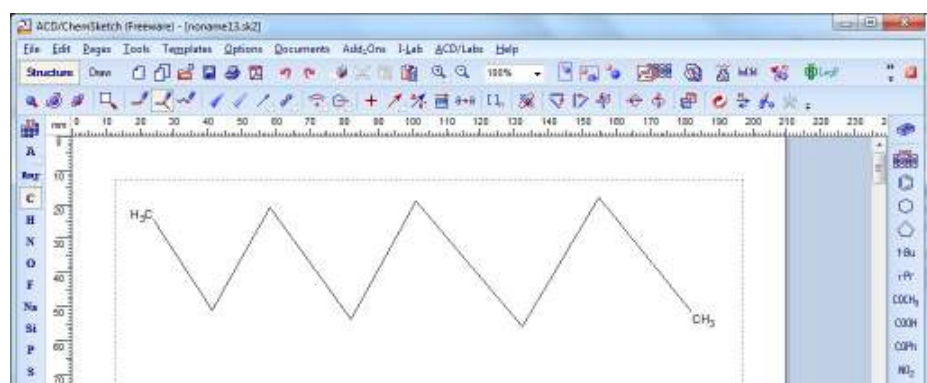 ACD/ChemSketch (Freeware) - [noname13.sk2]
File Edit Pages Tools Templates Options Documents Add-Ons I-Lab ACD/Labs Help
Structure Draw 100%
mm 0 10 20 30 40 50 60 70 80 90 100 110 120 130 140 150 160 170 180 190 200 210 220 230
0
A
10
C
H
20
N
30
O
F
40
Na
50
Si
P
60
S
70
H₃C
CH₃
t-Bu
i-Pr
COCH₃
COOH
COPh
NO₂